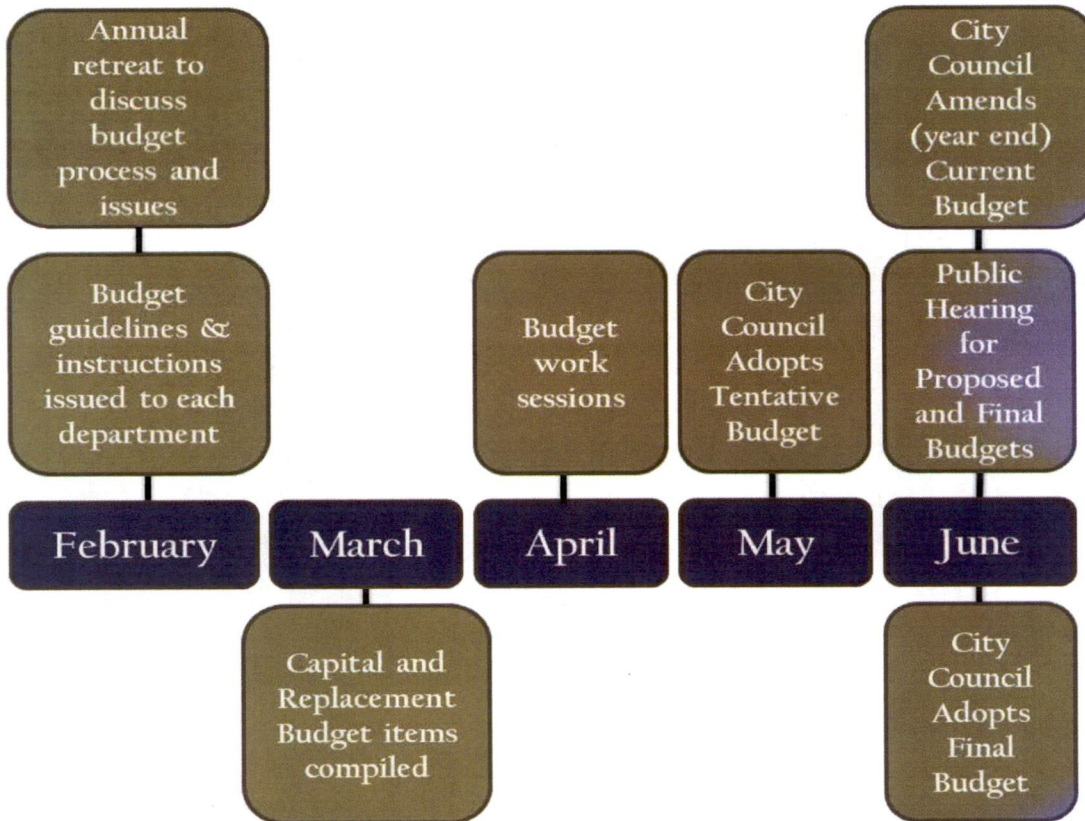 Annual
retreat to
discuss
budget
process and
issues
City
Council
Amends
(year end)
Current
Budget
Budget
guidelines &
instructions
issued to each
department
Budget
work
sessions
City
Council
Adopts
Tentative
Budget
Public
Hearing
for
Proposed
and Final
Budgets
February
March
April
May
June
Capital and
Replacement
Budget items
compiled
City
Council
Adopts
Final
Budget